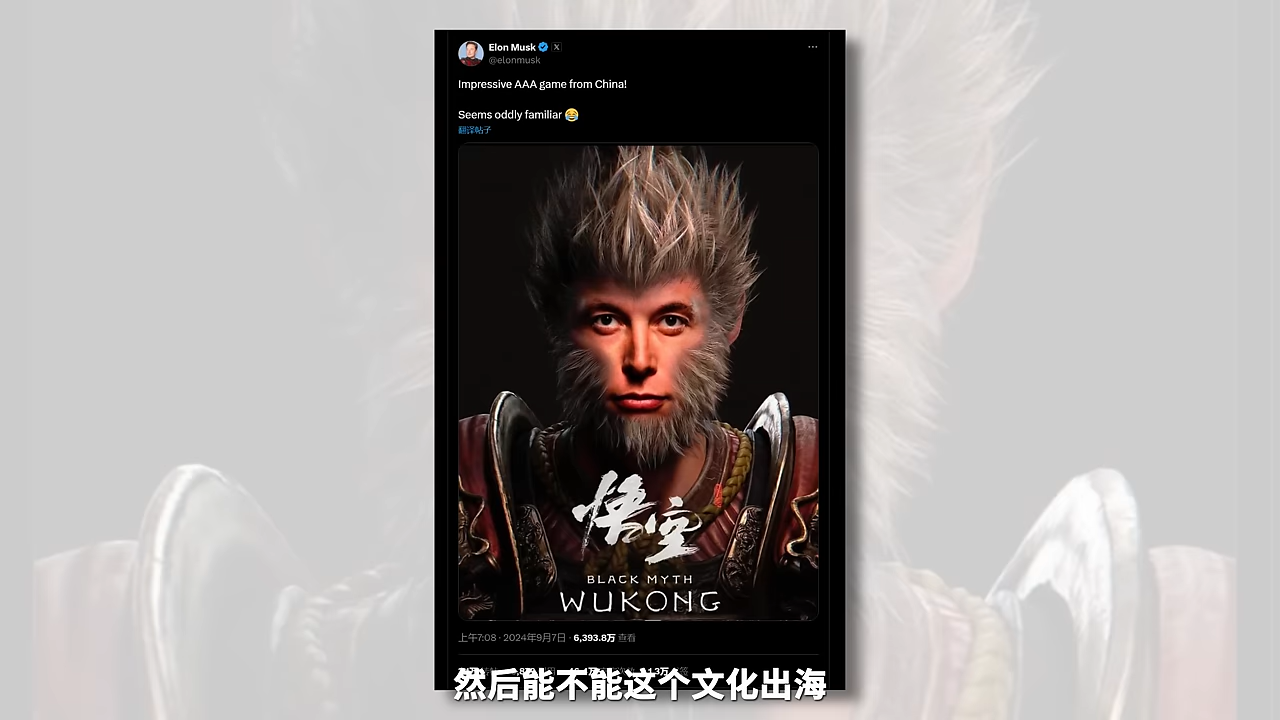 Elon Musk
@elonmusk
Impressive AAA game from China!
Seems oddly familiar 😂
翻译帖子
悟空
BLACK MYTH
WUKONG
上午7:08 · 2024年9月7日 · 6,393.8万 查看
然后能不能这个文化出海